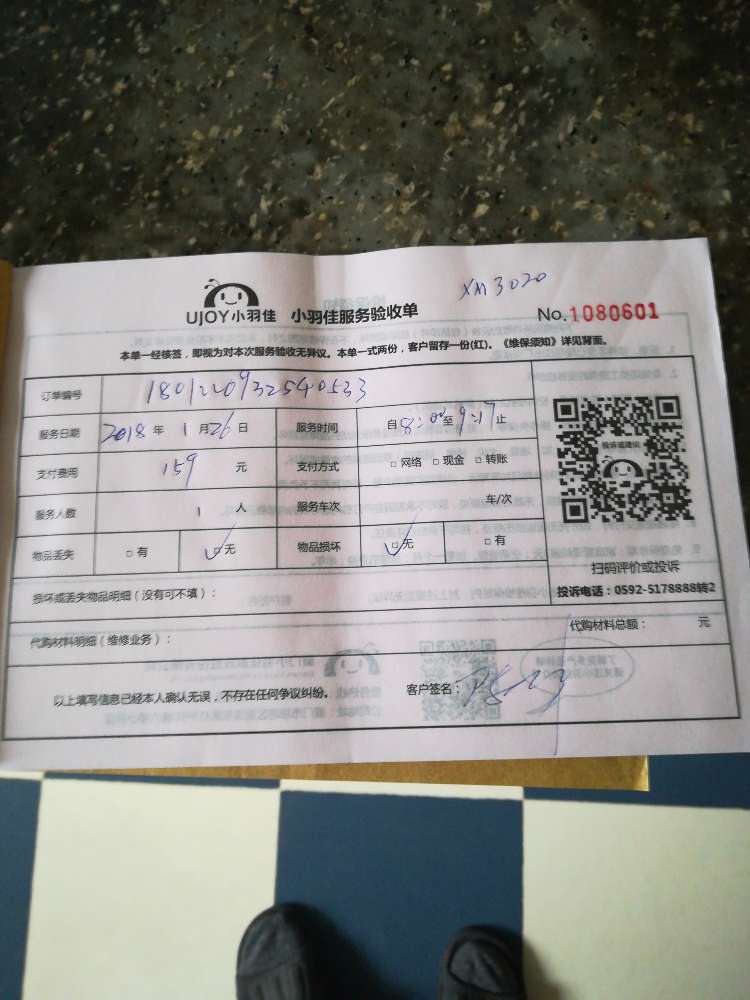 XM3020
UJOY小羽佳 小羽佳服务验收单 No.1080601
本单一经核签，即视为对本次服务验收无异议。本单一式两份，客户留存一份(红)。《维保须知》详见背面。
订单编号 1801220932540533
服务日期 2018 年 1 月 26 日 服务时间 自 8:00 至 9:17 止
支付费用 159 元 支付方式 □网络 □现金 □转账
服务人数 1 人 服务车次 车/次
物品丢失 □有 ☑无 物品损坏 ☑无 □有
投诉或建议
扫码评价或投诉
投诉电话：0592-5178888转2
损坏或丢失物品明细（没有可不填）：
代购材料明细（维修业务）： 代购材料总额： 元
以上填写信息已经本人确认无误，不存在任何争议纠纷。 客户签名：